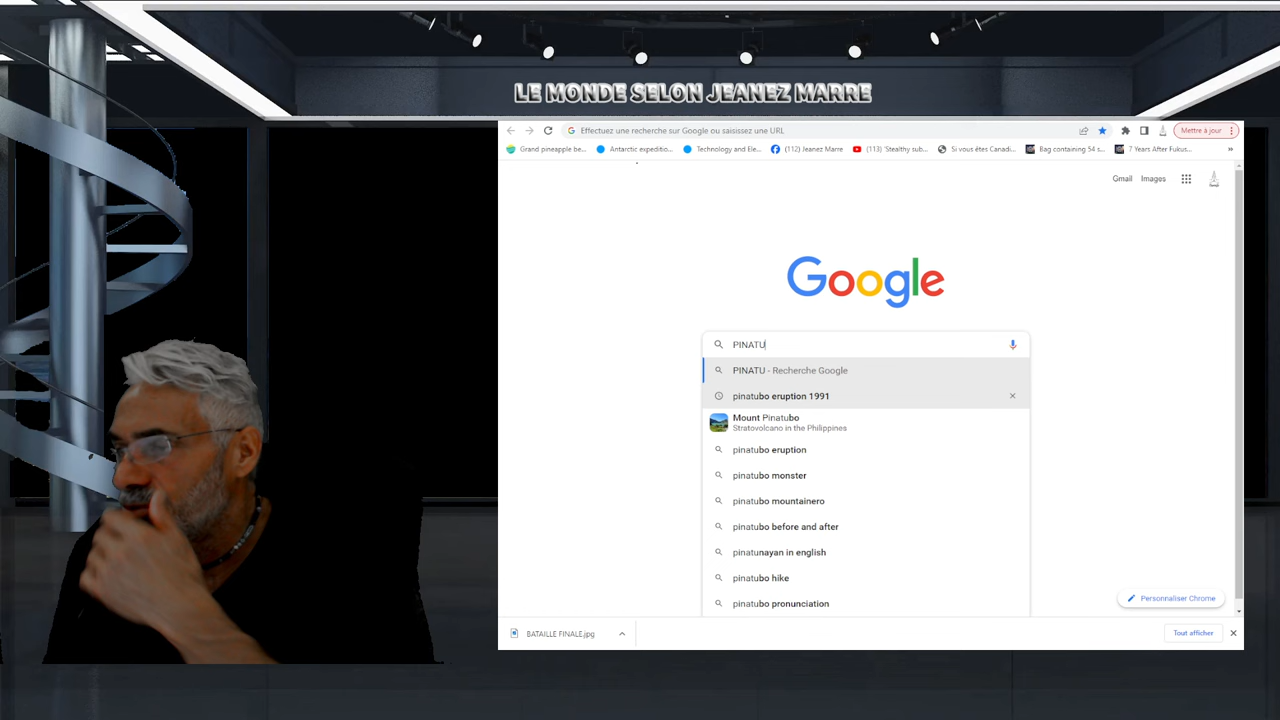 LE MONDE SELON JEANEZ MARRE
Effectuez une recherche sur Google ou saisissez une URL
Mettre à jour
Grand pineapple be...
Antarctic expeditio...
Technology and Ele...
(112) Jeanez Marre
(113) 'Stealthy sub...
Si vous êtes Canadi...
Bag containing 54 s...
7 Years After Fukus...
»
Gmail
Images
Google
PINATU
PINATU - Recherche Google
pinatubo eruption 1991
Mount Pinatubo
Stratovolcano in the Philippines
pinatubo eruption
pinatubo monster
pinatubo mountainero
pinatubo before and after
pinatunayan in english
pinatubo hike
pinatubo pronunciation
Personnaliser Chrome
BATAILLE FINALE.jpg
Tout afficher